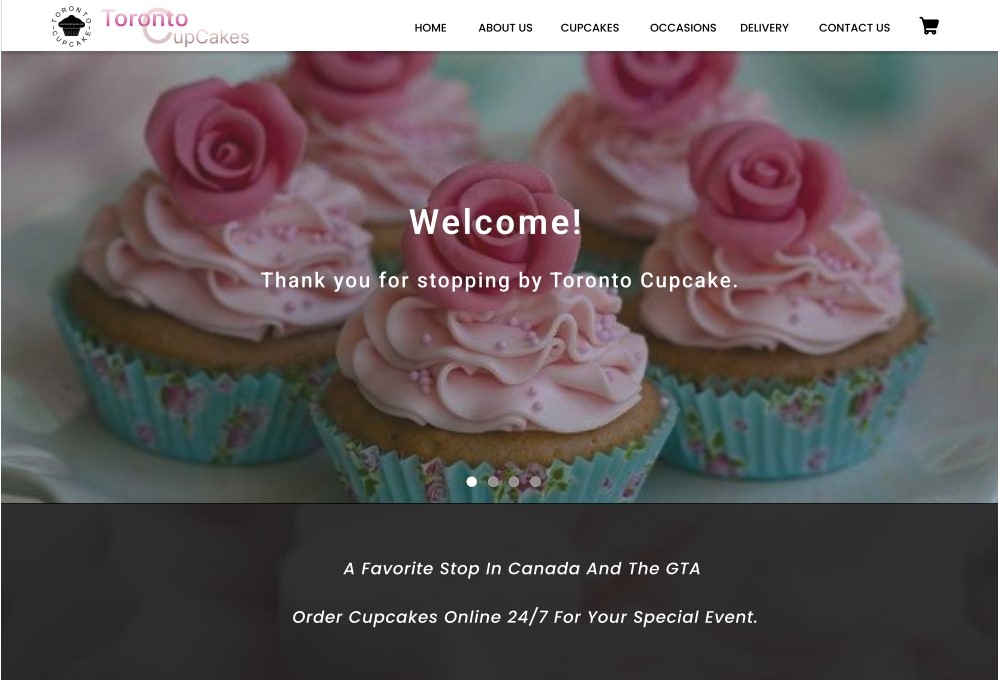 TORONTO
CUPCAKE
Toronto
CupCakes
HOME ABOUT US CUPCAKES OCCASIONS DELIVERY CONTACT US
Welcome!
Thank you for stopping by Toronto Cupcake.
A Favorite Stop In Canada And The GTA
Order Cupcakes Online 24/7 For Your Special Event.